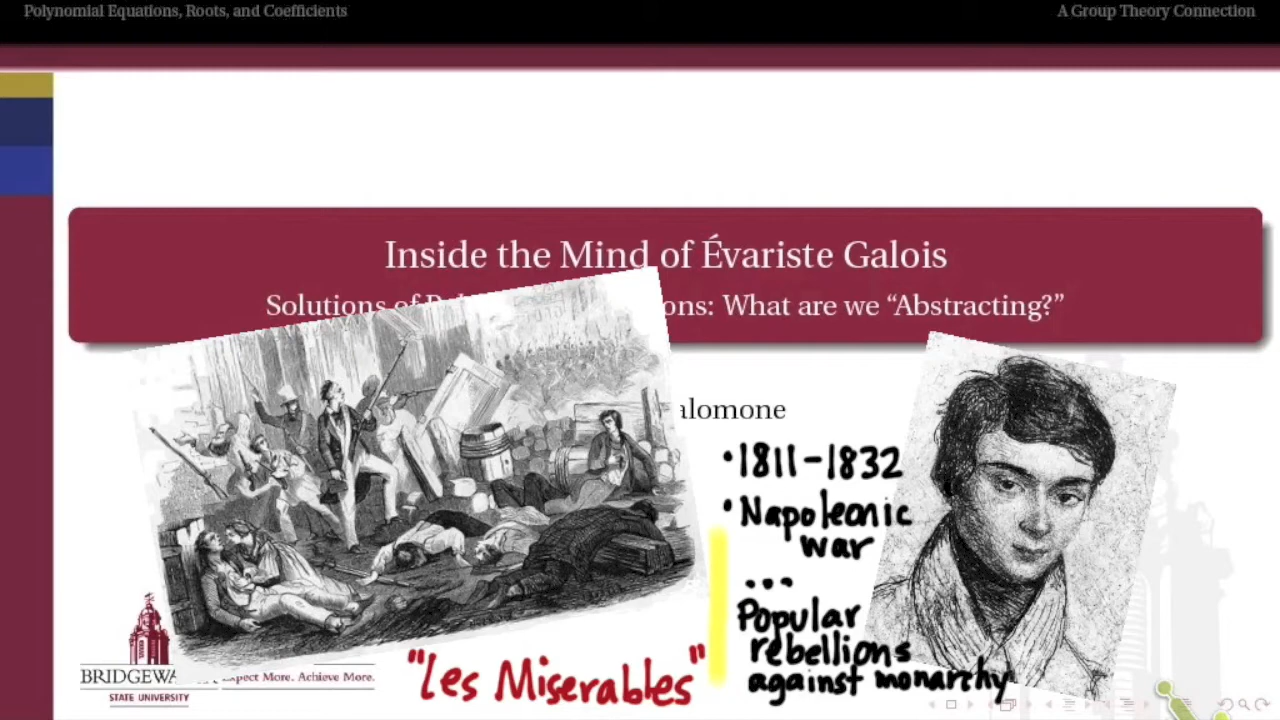 Polynomial Equations, Roots, and Coefficients
A Group Theory Connection
Inside the Mind of Évariste Galois
Solutions of ons: What are we “Abstracting?”
alomone
• 1811-1832
• Napoleonic
war
...
Popular
rebellions
against monarchy
"Les Miserables"
BRIDGEWA
STATE UNIVERSITY
xpect More. Achieve More.